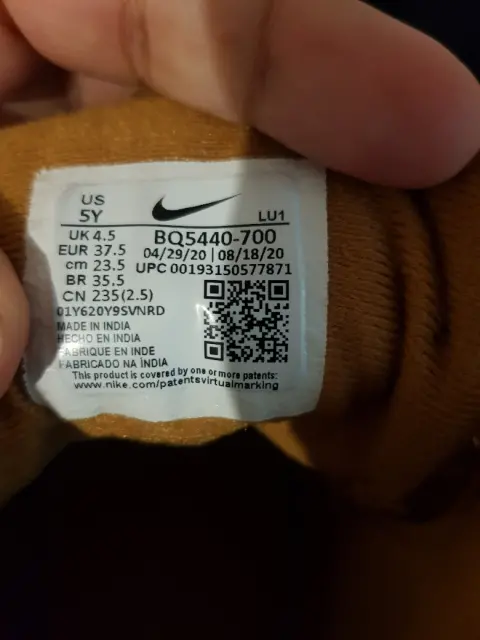 US
5Y
LU1
UK 4.5
EUR 37.5
cm 23.5
BR 35.5
CN 235(2.5)
BQ5440-700
04/29/20 | 08/18/20
UPC 00193150577871
01Y620Y9SVNRD
MADE IN INDIA
HECHO EN INDIA
FABRIQUE EN INDE
FABRICADO NA ÍNDIA
This product is covered by one or more patents:
www.nike.com/patentsvirtualmarking